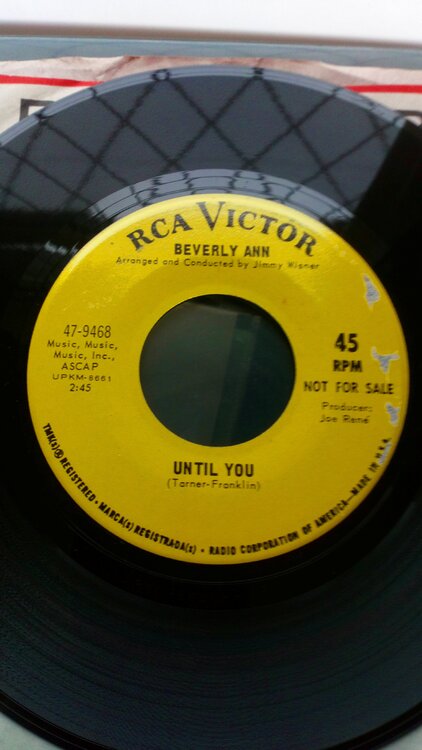 RCA VICTOR
BEVERLY ANN
Arranged and Conducted by Jimmy Wisner
47-9468
Music, Music,
Music, Inc.,
ASCAP
UPKM-8661
2:45
45
RPM
NOT FOR SALE
Producer:
Joe René
UNTIL YOU
(Tarner-Franklin)
TMK(s) ® REGISTERED • MARCA(s) REGISTRADA(s) • RADIO CORPORATION OF AMERICA—MADE IN U.S.A.